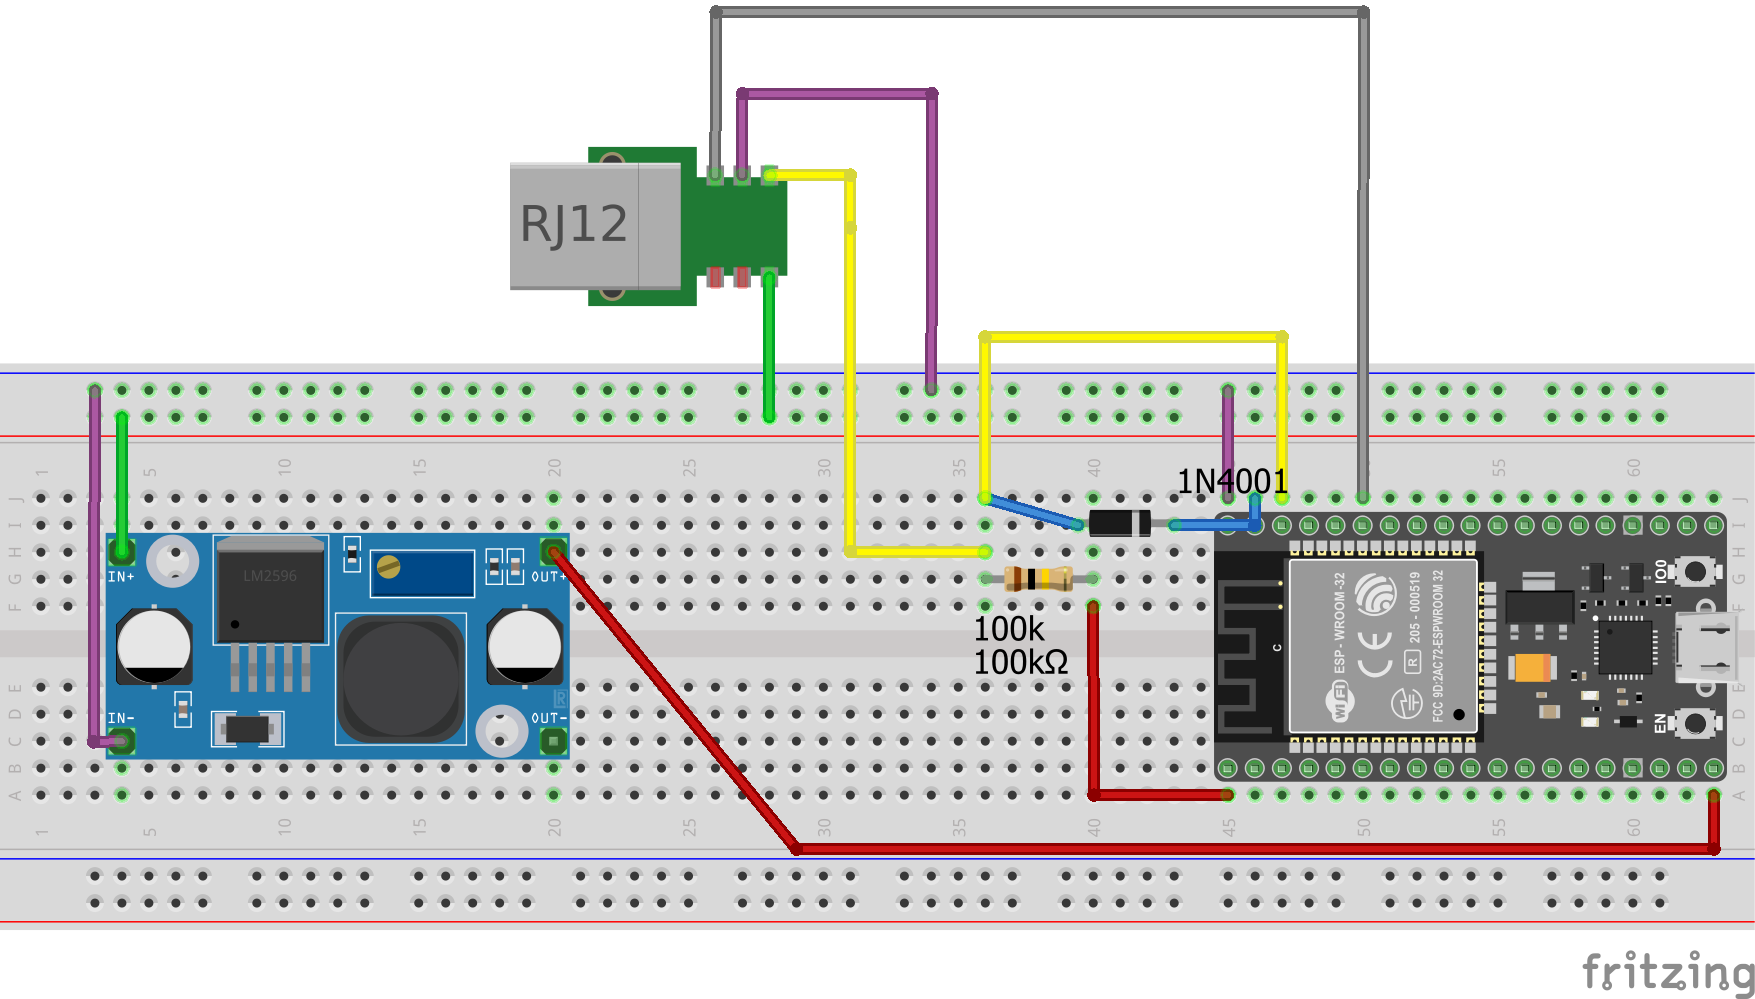 RJ12
1 5 10 15 20 25 30 35 40 55 60
1N4001
J J
I I
H H
G G
F F
IN+
LM2596
OUT+
100k
100kΩ
ESP - WROOM - 32
WiFi
CE
R
205 - 000519
FCC 9D:2AC72-ESPWROOM 32
C
IO0
EN
E E
D D
C C
B B
A A
IN-
OUT-
R
1 5 10 15 20 25 30 35 40 45 50 55 60
fritzing